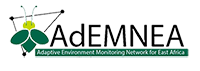 AdEMNEA
Adaptive Environment Monitoring Network for East Africa